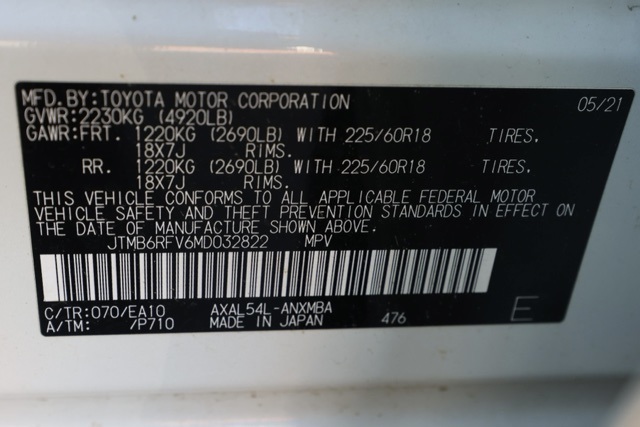 MFD.BY:TOYOTA MOTOR CORPORATION 05/21
GVWR:2230KG (4920LB)
GAWR:FRT. 1220KG (2690LB) WITH 225/60R18 TIRES.
18X7J RIMS.
RR. 1220KG (2690LB) WITH 225/60R18 TIRES.
18X7J RIMS.
THIS VEHICLE CONFORMS TO ALL APPLICABLE FEDERAL MOTOR
VEHICLE SAFETY AND THEFT PREVENTION STANDARDS IN EFFECT ON
THE DATE OF MANUFACTURE SHOWN ABOVE.
JTMB6RFV6MD032822 MPV
C/TR:070/EA10 AXAL54L-ANXMBA
A/TM: /P710 MADE IN JAPAN 476 E